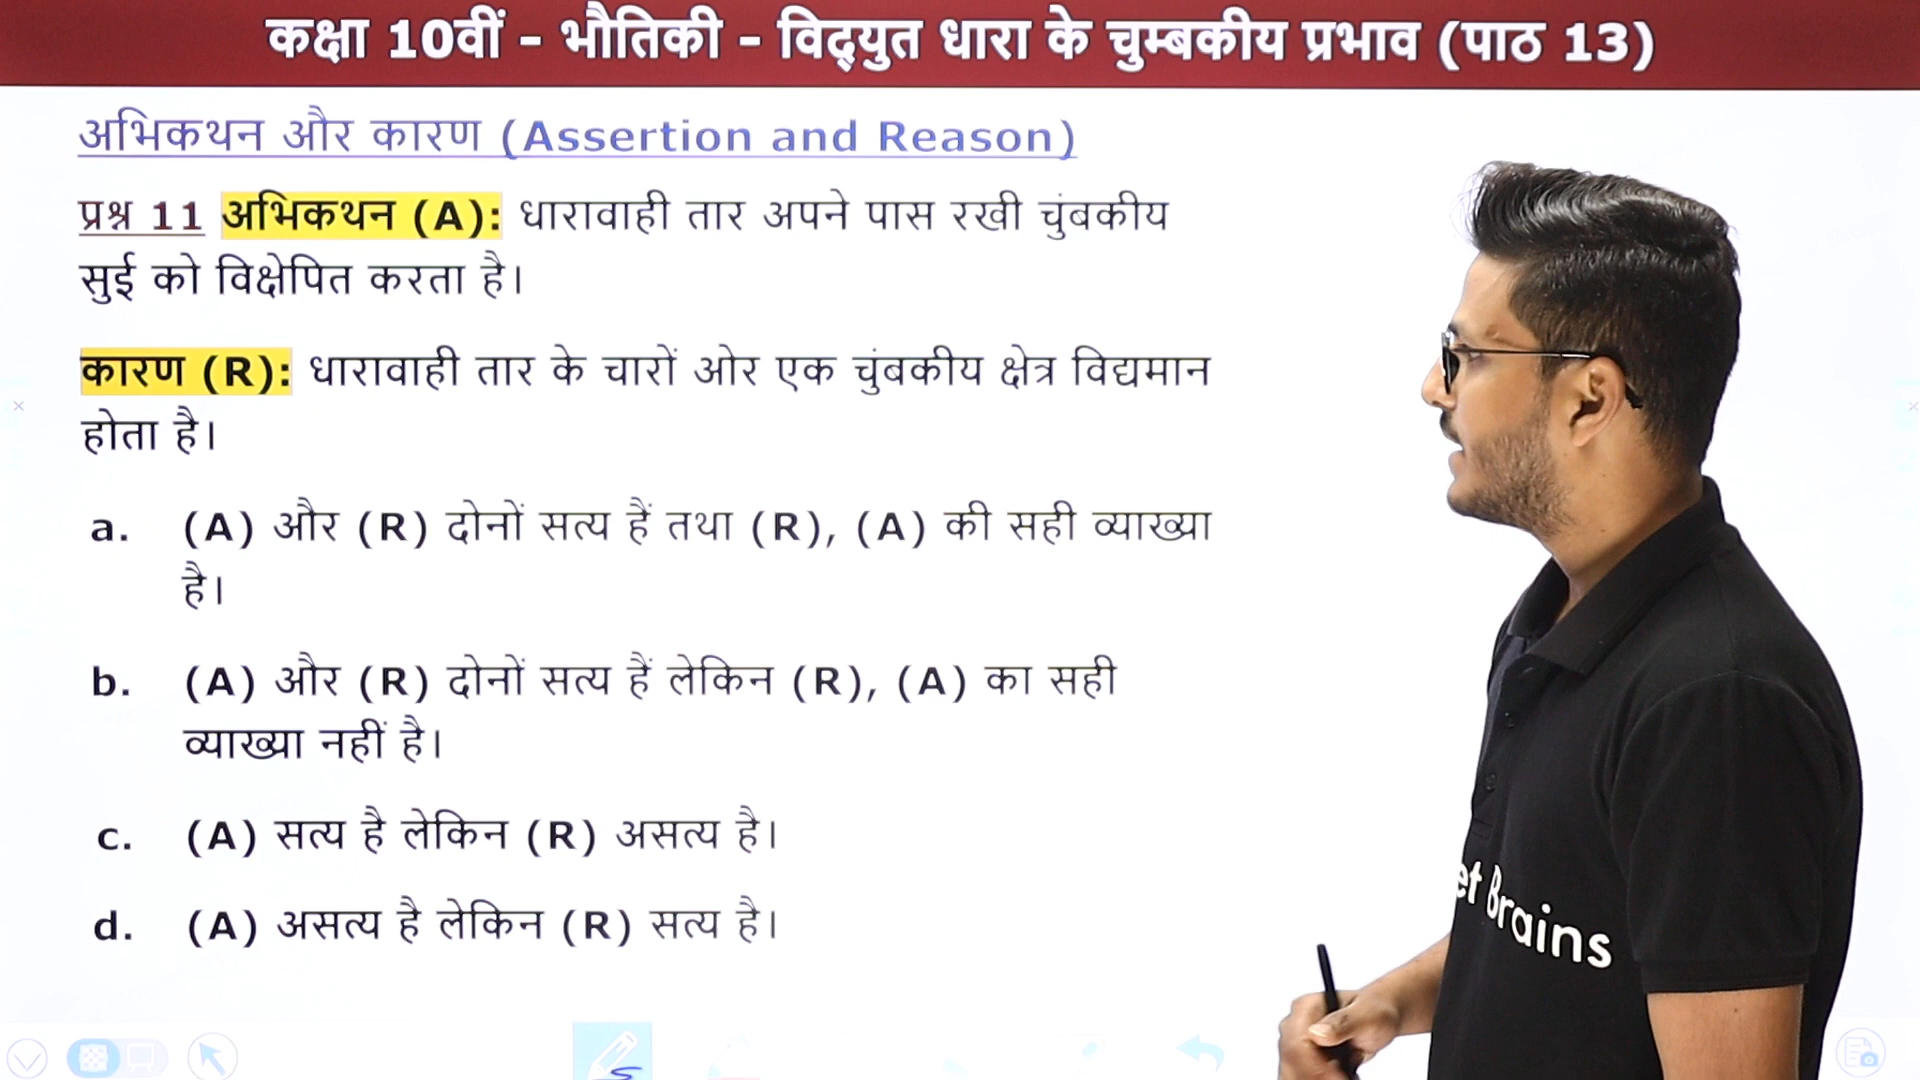 कक्षा 10वीं - भौतिकी - विद्‌युत धारा के चुम्बकीय प्रभाव (पाठ 13)
अभिकथन और कारण (Assertion and Reason)
प्रश्न 11 अभिकथन (A): धारावाही तार अपने पास रखी चुंबकीय
सुई को विक्षेपित करता है।
कारण (R): धारावाही तार के चारों ओर एक चुंबकीय क्षेत्र विद्यमान
होता है।
a. (A) और (R) दोनों सत्य हैं तथा (R), (A) की सही व्याख्या
है।
b. (A) और (R) दोनों सत्य हैं लेकिन (R), (A) का सही
व्याख्या नहीं है।
c. (A) सत्य है लेकिन (R) असत्य है।
d. (A) असत्य है लेकिन (R) सत्य है।
et Brains